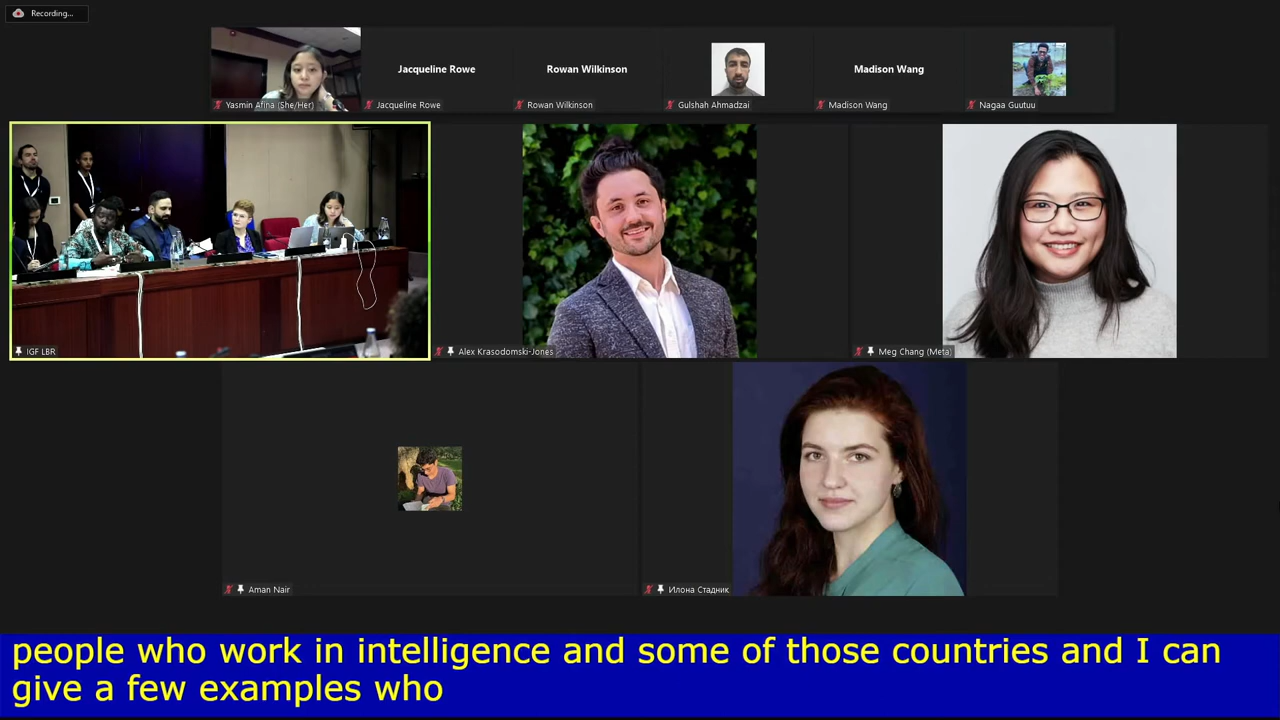 Recording...
Jacqueline Rowe
Rowan Wilkinson
Madison Wang
Yasmin Afina (She/Her)
Jacqueline Rowe
Rowan Wilkinson
Gulshah Ahmadzai
Madison Wang
Nagaa Guutuu
IGF LBR
Alex Krasodomski-Jones
Meg Chang (Meta)
Aman Nair
Илона Стадник
people who work in intelligence and some of those countries and I can
give a few examples who